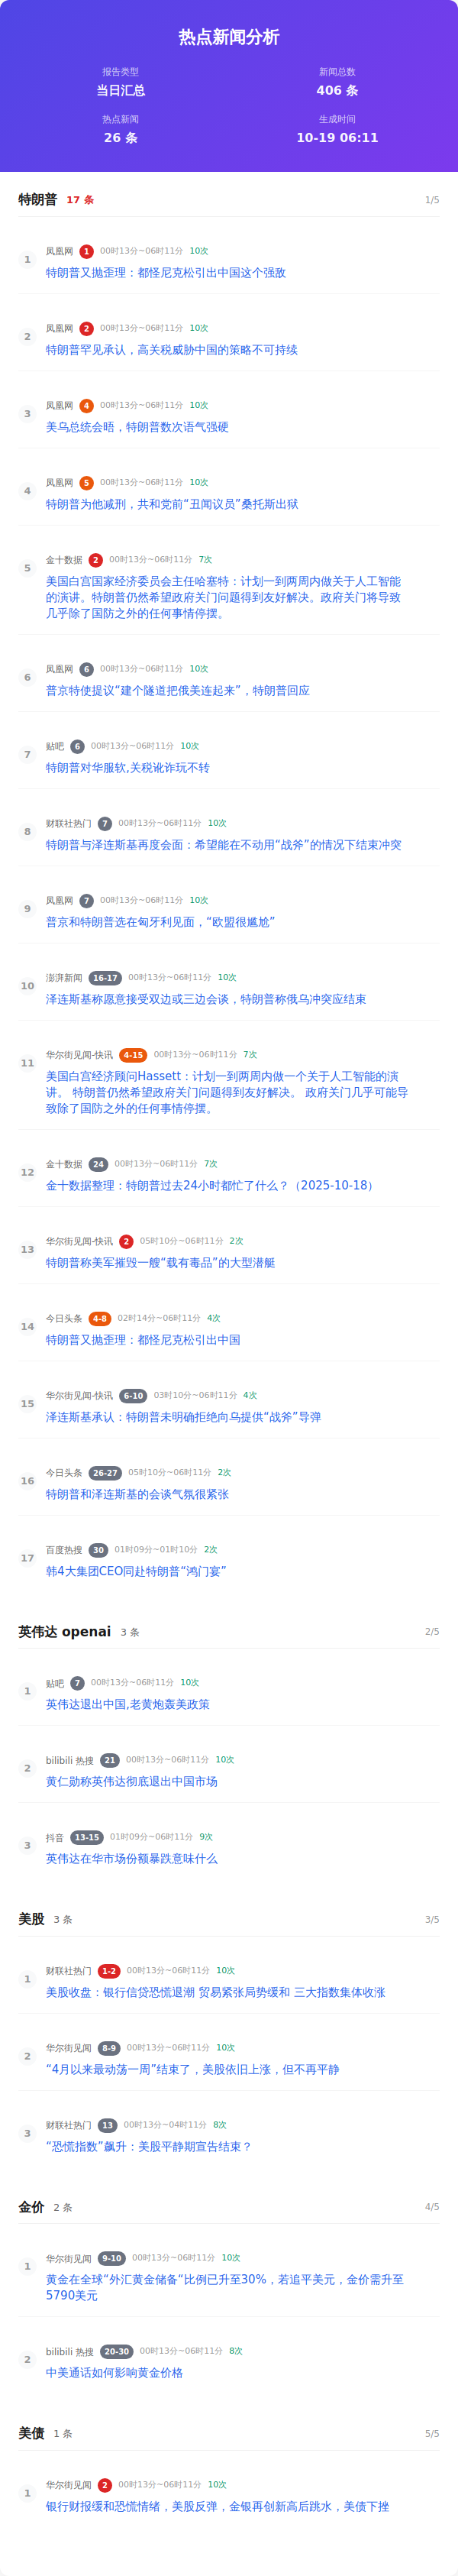 热点新闻分析
报告类型 新闻总数
当日汇总 406 条
热点新闻 生成时间
26 条 10-19 06:11
特朗普 17 条 1/5
1 凤凰网 1 00时13分~06时11分 10次
特朗普又抛歪理：都怪尼克松引出中国这个强敌
2 凤凰网 2 00时13分~06时11分 10次
特朗普罕见承认，高关税威胁中国的策略不可持续
3 凤凰网 4 00时13分~06时11分 10次
美乌总统会晤，特朗普数次语气强硬
4 凤凰网 5 00时13分~06时11分 10次
特朗普为他减刑，共和党前“丑闻议员”桑托斯出狱
5 金十数据 2 00时13分~06时11分 7次
美国白宫国家经济委员会主任哈塞特：计划一到两周内做关于人工智能
的演讲。特朗普仍然希望政府关门问题得到友好解决。政府关门将导致
几乎除了国防之外的任何事情停摆。
6 凤凰网 6 00时13分~06时11分 10次
普京特使提议“建个隧道把俄美连起来”，特朗普回应
7 贴吧 6 00时13分~06时11分 10次
特朗普对华服软,关税讹诈玩不转
8 财联社热门 7 00时13分~06时11分 10次
特朗普与泽连斯基再度会面：希望能在不动用“战斧”的情况下结束冲突
9 凤凰网 7 00时13分~06时11分 10次
普京和特朗普选在匈牙利见面，“欧盟很尴尬”
10 澎湃新闻 16-17 00时13分~06时11分 10次
泽连斯基称愿意接受双边或三边会谈，特朗普称俄乌冲突应结束
11 华尔街见闻-快讯 4-15 00时13分~06时11分 7次
美国白宫经济顾问Hassett：计划一到两周内做一个关于人工智能的演
讲。 特朗普仍然希望政府关门问题得到友好解决。 政府关门几乎可能导
致除了国防之外的任何事情停摆。
12 金十数据 24 00时13分~06时11分 7次
金十数据整理：特朗普过去24小时都忙了什么？（2025-10-18）
13 华尔街见闻-快讯 2 05时10分~06时11分 2次
特朗普称美军摧毁一艘“载有毒品”的大型潜艇
14 今日头条 4-8 02时14分~06时11分 4次
特朗普又抛歪理：都怪尼克松引出中国
15 华尔街见闻-快讯 6-10 03时10分~06时11分 4次
泽连斯基承认：特朗普未明确拒绝向乌提供“战斧”导弹
16 今日头条 26-27 05时10分~06时11分 2次
特朗普和泽连斯基的会谈气氛很紧张
17 百度热搜 30 01时09分~01时10分 2次
韩4大集团CEO同赴特朗普“鸿门宴”
英伟达 openai 3 条 2/5
1 贴吧 7 00时13分~06时11分 10次
英伟达退出中国,老黄炮轰美政策
2 bilibili 热搜 21 00时13分~06时11分 10次
黄仁勋称英伟达彻底退出中国市场
3 抖音 13-15 01时09分~06时11分 9次
英伟达在华市场份额暴跌意味什么
美股 3 条 3/5
1 财联社热门 1-2 00时13分~06时11分 10次
美股收盘：银行信贷恐慌退潮 贸易紧张局势缓和 三大指数集体收涨
2 华尔街见闻 8-9 00时13分~06时11分 10次
“4月以来最动荡一周”结束了，美股依旧上涨，但不再平静
3 财联社热门 13 00时13分~04时11分 8次
“恐慌指数”飙升：美股平静期宣告结束？
金价 2 条 4/5
1 华尔街见闻 9-10 00时13分~06时11分 10次
黄金在全球“外汇黄金储备”比例已升至30%，若追平美元，金价需升至
5790美元
2 bilibili 热搜 20-30 00时13分~06时11分 8次
中美通话如何影响黄金价格
美债 1 条 5/5
1 华尔街见闻 2 00时13分~06时11分 10次
银行财报缓和恐慌情绪，美股反弹，金银再创新高后跳水，美债下挫